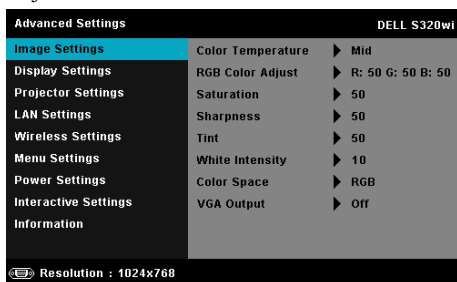 Advanced Settings DELL S320wi
Image Settings Color Temperature Mid
Display Settings RGB Color Adjust R: 50 G: 50 B: 50
Projector Settings Saturation 50
LAN Settings Sharpness 50
Wireless Settings Tint 50
Menu Settings White Intensity 10
Power Settings Color Space RGB
Interactive Settings VGA Output Off
Information
Resolution : 1024x768